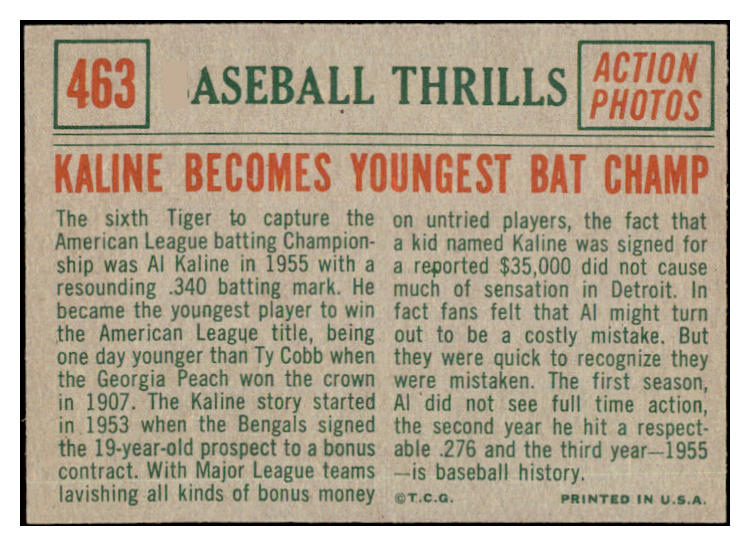 463
ASEBALL THRILLS
ACTION
PHOTOS
KALINE BECOMES YOUNGEST BAT CHAMP
The sixth Tiger to capture the
American League batting Champion-
ship was Al Kaline in 1955 with a
resounding .340 batting mark. He
became the youngest player to win
the American League title, being
one day younger than Ty Cobb when
the Georgia Peach won the crown
in 1907. The Kaline story started
in 1953 when the Bengals signed
the 19-year-old prospect to a bonus
contract. With Major League teams
lavishing all kinds of bonus money
on untried players, the fact that
a kid named Kaline was signed for
a reported $35,000 did not cause
much of sensation in Detroit. In
fact fans felt that Al might turn
out to be a costly mistake. But
they were quick to recognize they
were mistaken. The first season,
Al did not see full time action,
the second year he hit a respect-
able .276 and the third year—1955
—is baseball history.
©T.C.G.
PRINTED IN U.S.A.